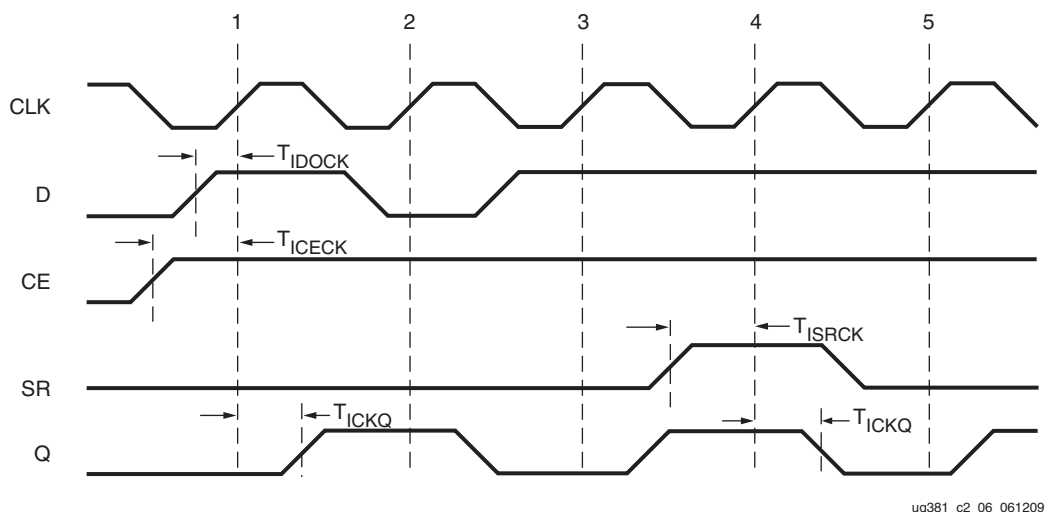 1 2 3 4 5
CLK
T_IDOCK
D
T_ICECK
CE
T_ISRCK
SR
T_ICKQ T_ICKQ
Q
ug381_c2_06_061209